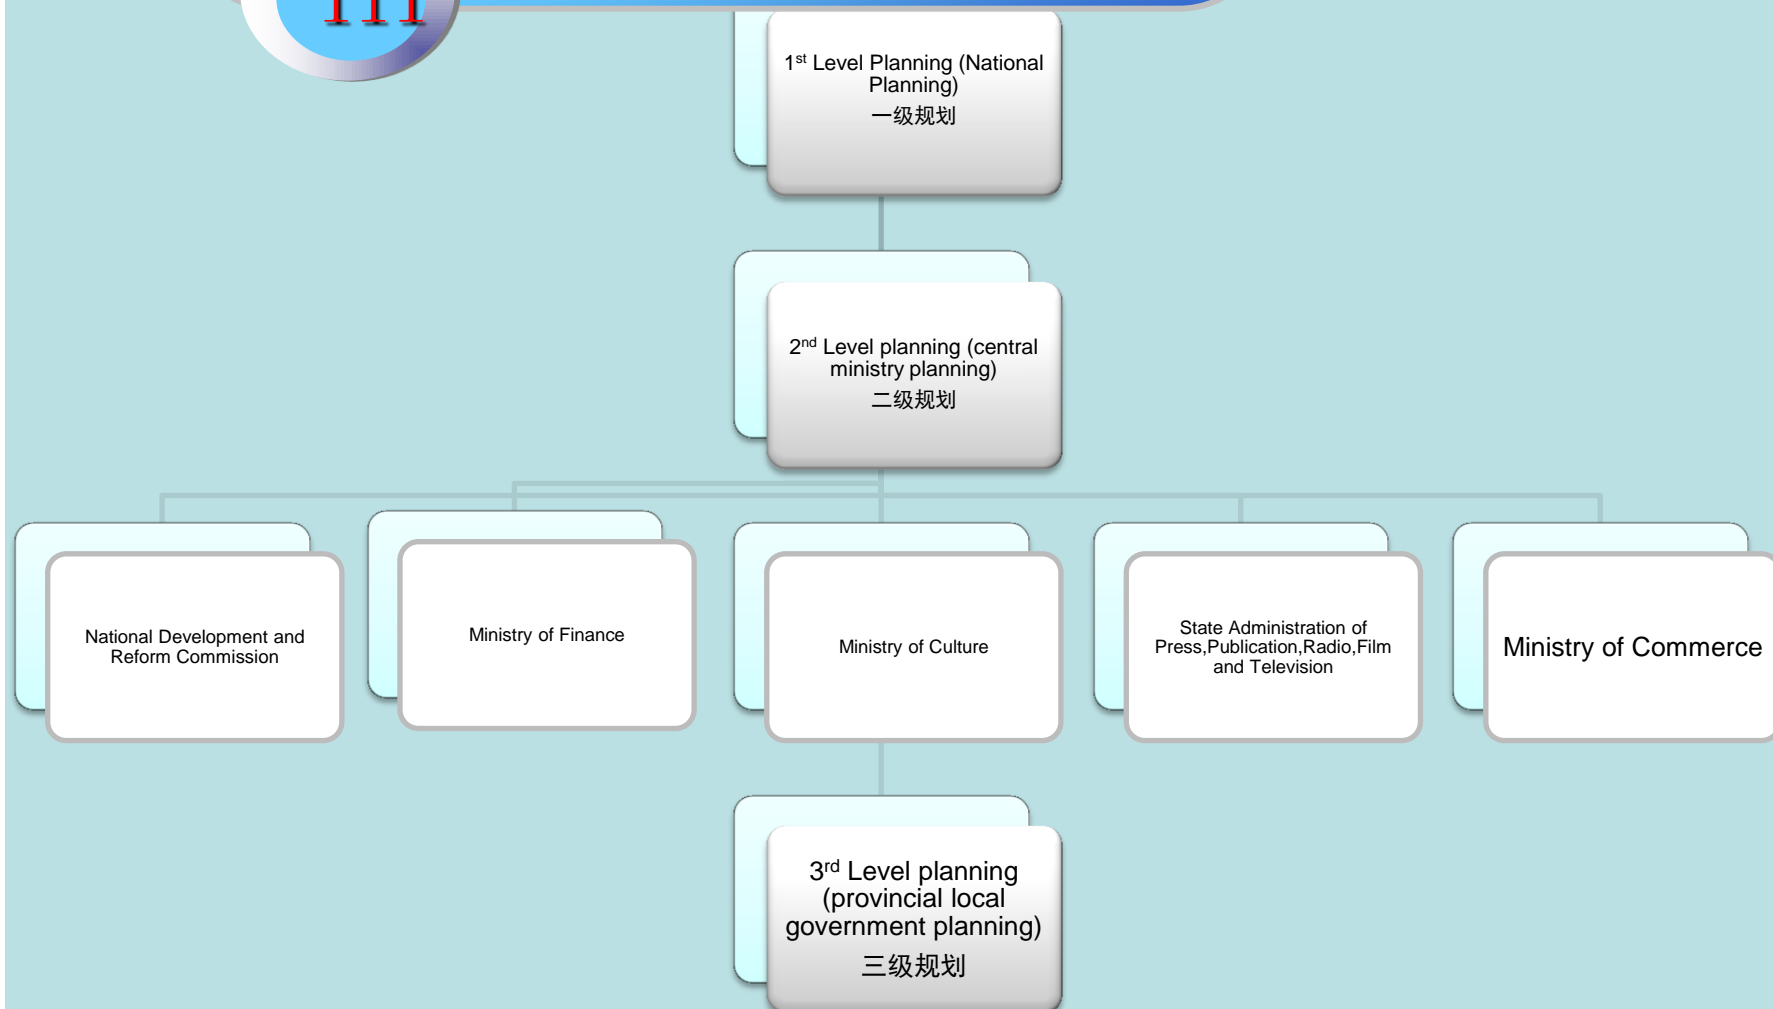 111
1st Level Planning (National
Planning)
一级规划
2nd Level planning (central
ministry planning)
二级规划
National Development and
Reform Commission
Ministry of Finance
Ministry of Culture
State Administration of
Press,Publication,Radio,Film
and Television
Ministry of Commerce
3rd Level planning
(provincial local
government planning)
三级规划